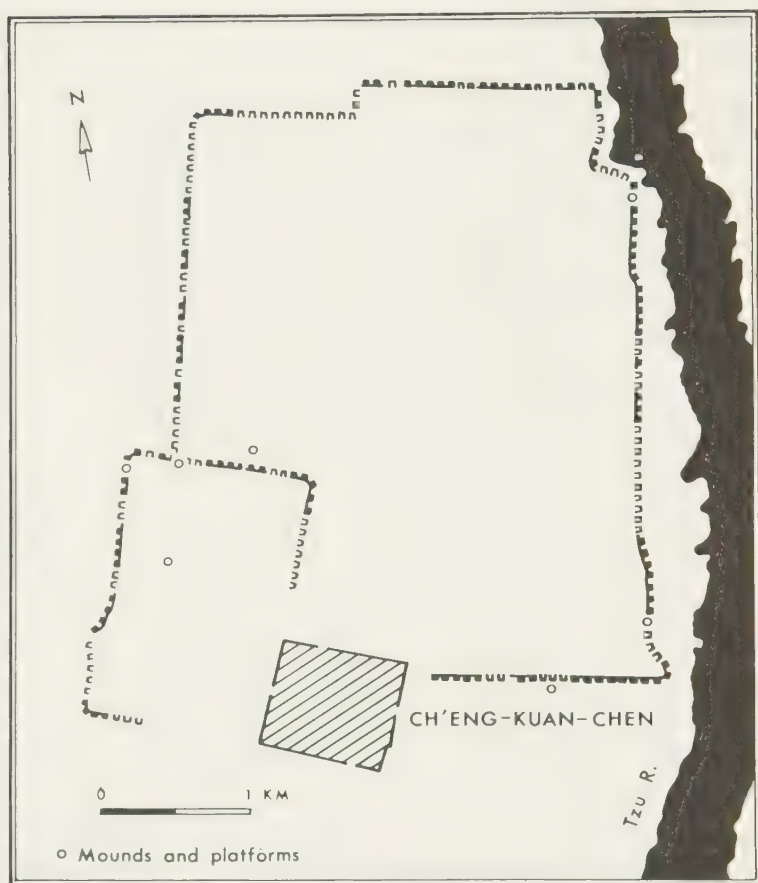 N
CH'ENG-KUAN-CHEN
0 1 KM
TZU R.
o Mounds and platforms